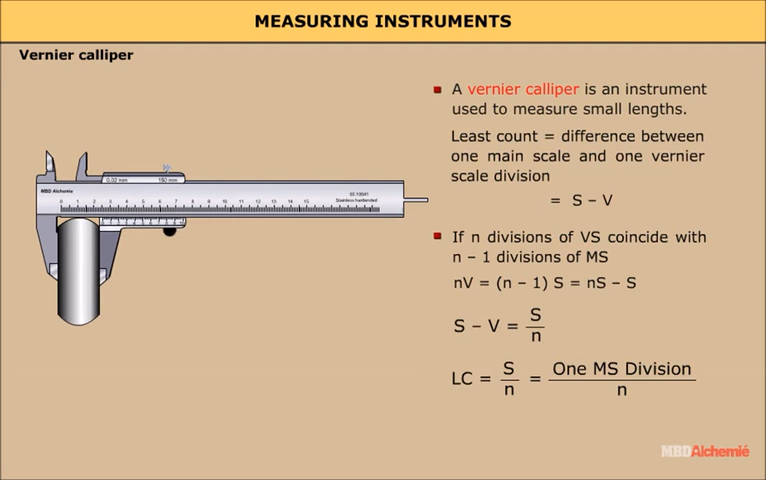 MEASURING INSTRUMENTS
Vernier calliper
A vernier calliper is an instrument
used to measure small lengths.
Least count = difference between
one main scale and one vernier
scale division
= S – V
If n divisions of VS coincide with
n – 1 divisions of MS
nV = (n – 1) S = nS – S
S – V = S/n
LC = S/n = One MS Division/n
0,02 mm 150 mm
MBD Alchemie
Stainless hardened
0 1 2 3 4 5 6 7 8 9 10 11 12 13 14 15
MBDAlchemié